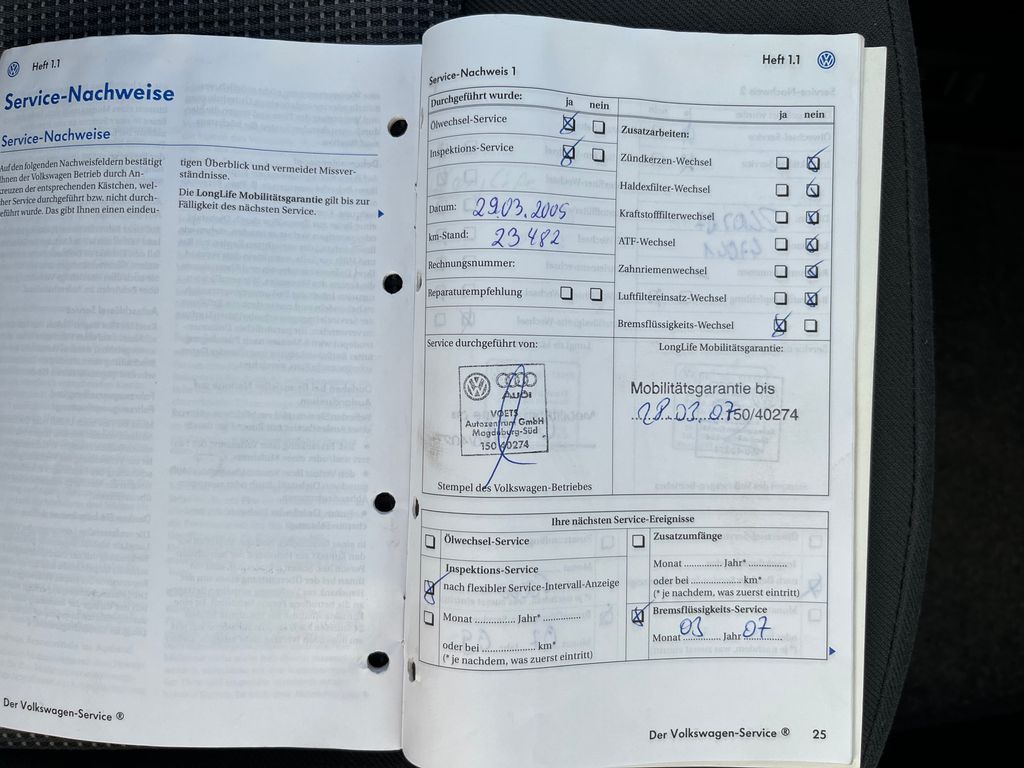 Heft 1.1
Service-Nachweise
Service-Nachweise
Auf den folgenden Nachweisfeldern bestätigt
Ihnen der Volkswagen Betrieb durch An-
kreuzen der entsprechenden Kästchen, wel-
cher Service durchgeführt bzw. nicht durch-
geführt wurde. Das gibt Ihnen einen eindeu-
tigen Überblick und vermeidet Missver-
ständnisse.
Die LongLife Mobilitätsgarantie gilt bis zur
Fälligkeit des nächsten Service.
Der Volkswagen-Service ®
Service-Nachweis 1
Heft 1.1
Durchgeführt wurde: ja nein
Ölwechsel-Service
Inspektions-Service
Datum: 29.03.2005
km-Stand: 23 482
Rechnungsnummer:
Reparaturempfehlung
ja nein
Zusatzarbeiten:
Zündkerzen-Wechsel
Haldexfilter-Wechsel
Kraftstofffilterwechsel
ATF-Wechsel
Zahnriemenwechsel
Luftfiltereinsatz-Wechsel
Bremsflüssigkeits-Wechsel
Service durchgeführt von:
Audi
VOETS
Autozentrum GmbH
Magdeburg-Süd
150 40274
Stempel des Volkswagen-Betriebes
LongLife Mobilitätsgarantie:
Mobilitätsgarantie bis
28.03.07 150/40274
Ihre nächsten Service-Ereignisse
Ölwechsel-Service
Inspektions-Service
nach flexibler Service-Intervall-Anzeige
Monat .............. Jahr* .............
oder bei ................... km*
(* je nachdem, was zuerst eintritt)
Zusatzumfänge
Monat .............. Jahr* .............
oder bei ................... km*
(* je nachdem, was zuerst eintritt)
Bremsflüssigkeits-Service
Monat 03 Jahr 07
Der Volkswagen-Service ® 25